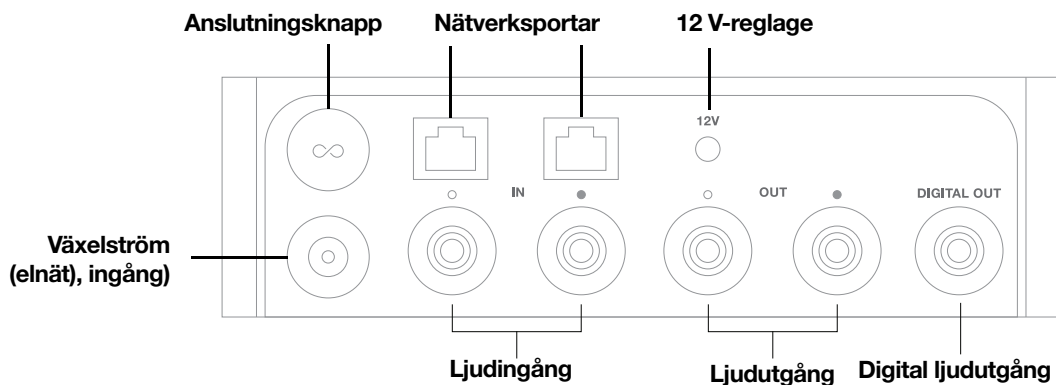 Anslutningsknapp
Nätverksportar
12 V-reglage
12V
IN
OUT
DIGITAL OUT
Växelström
(elnät), ingång)
Ljudingång
Ljudutgång
Digital ljudutgång